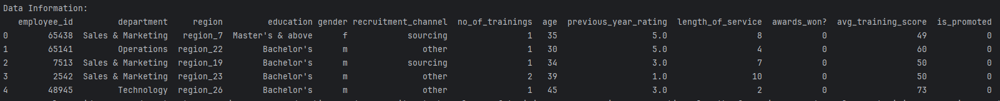 Data Information:
employee_id department region education gender recruitment_channel no_of_trainings age previous_year_rating length_of_service awards_won? avg_training_score is_promoted
0 65438 Sales & Marketing region_7 Master's & above f sourcing 1 35 5.0 8 0 49 0
1 65141 Operations region_22 Bachelor's m other 1 30 5.0 4 0 60 0
2 7513 Sales & Marketing region_19 Bachelor's m sourcing 1 34 3.0 7 0 50 0
3 2542 Sales & Marketing region_23 Bachelor's m other 2 39 1.0 10 0 50 0
4 48945 Technology region_26 Bachelor's m other 1 45 3.0 2 0 73 0